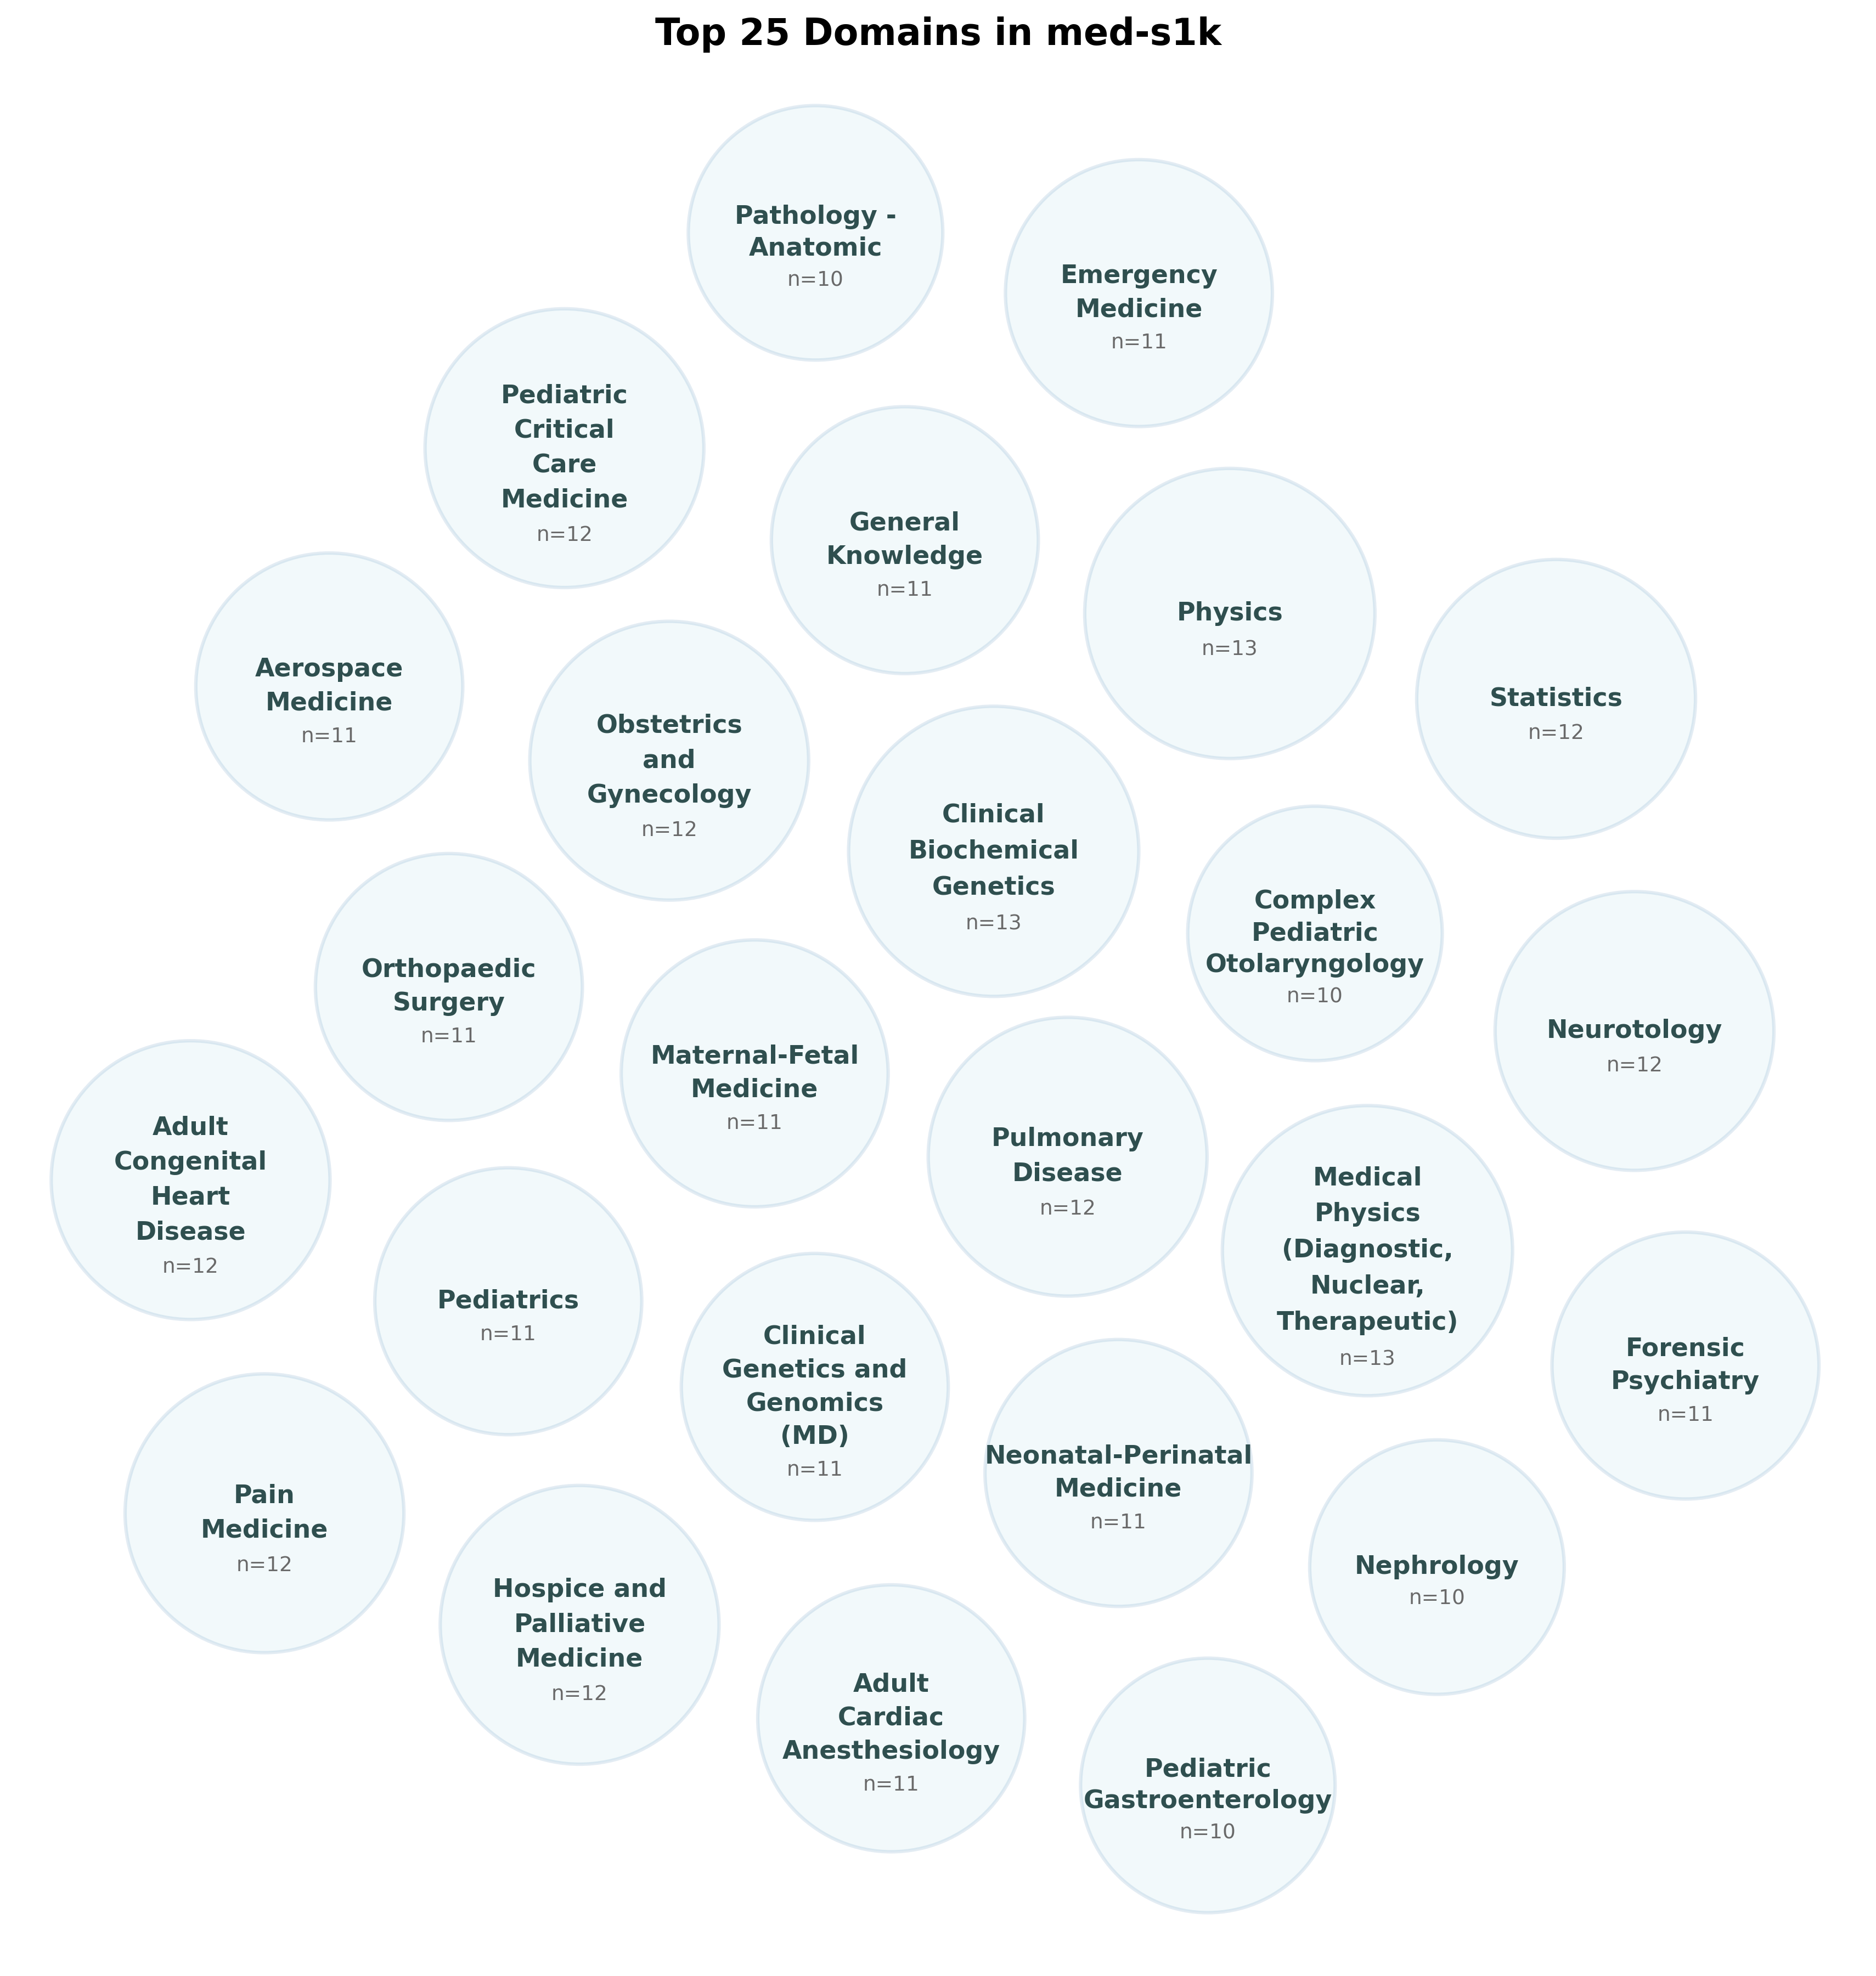 Top 25 Domains in med-s1k
Pathology -
Anatomic
n=10
Emergency
Medicine
n=11
Pediatric
Critical
Care
Medicine
n=12
General
Knowledge
n=11
Physics
n=13
Statistics
n=12
Aerospace
Medicine
n=11
Obstetrics
and
Gynecology
n=12
Clinical
Biochemical
Genetics
n=13
Complex
Pediatric
Otolaryngology
n=10
Orthopaedic
Surgery
n=11
Neurotology
n=12
Maternal-Fetal
Medicine
n=11
Adult
Congenital
Heart
Disease
n=12
Pulmonary
Disease
n=12
Medical
Physics
(Diagnostic,
Nuclear,
Therapeutic)
n=13
Pediatrics
n=11
Clinical
Genetics and
Genomics
(MD)
n=11
Forensic
Psychiatry
n=11
Neonatal-Perinatal
Medicine
n=11
Pain
Medicine
n=12
Nephrology
n=10
Hospice and
Palliative
Medicine
n=12
Adult
Cardiac
Anesthesiology
n=11
Pediatric
Gastroenterology
n=10